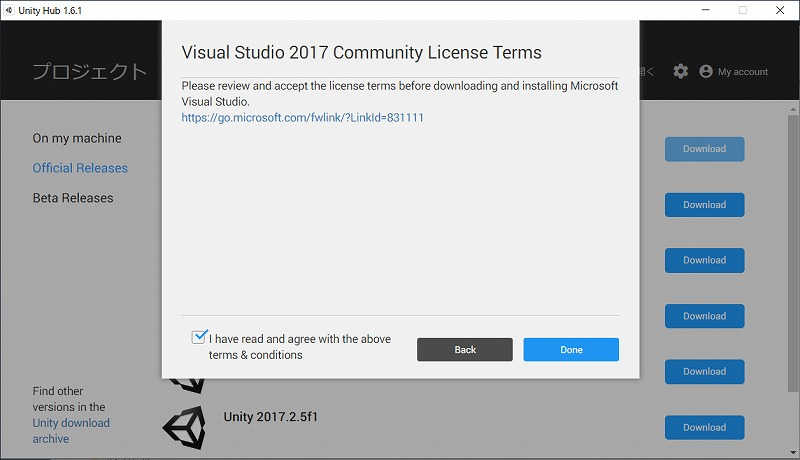 Unity Hub 1.6.1
Visual Studio 2017 Community License Terms
プロジェクト
開く
My account
Please review and accept the license terms before downloading and installing Microsoft
Visual Studio.
https://go.microsoft.com/fwlink/?LinkId=831111
On my machine
Official Releases
Beta Releases
Download
Download
Download
Download
Download
Download
I have read and agree with the above
terms & conditions
Back
Done
Find other
versions in the
Unity download
archive
Unity 2017.2.5f1